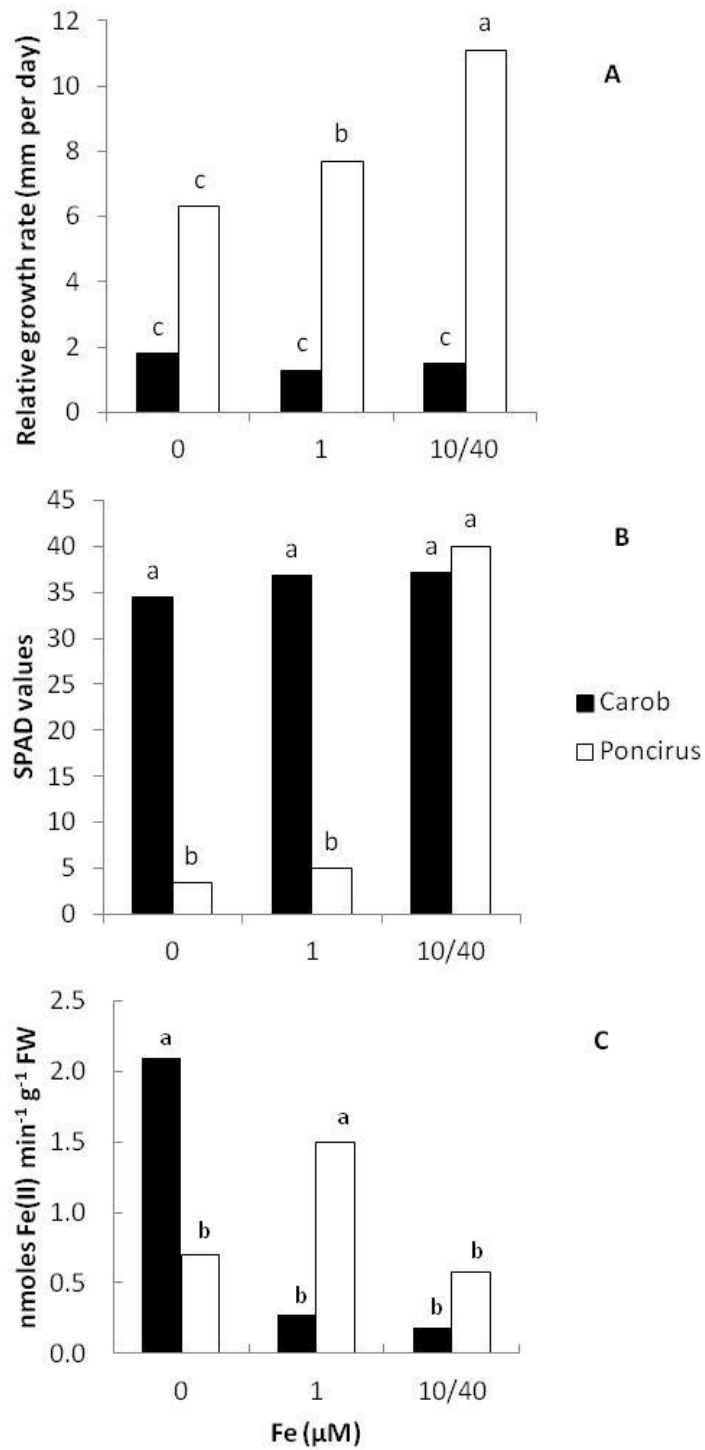 12
10
8
6
4
2
0
Relative growth rate (mm per day)
c
c
c
b
c
a
A
0 1 10/40
45
40
35
30
25
20
15
10
5
0
SPAD values
a
b
a
b
a
a
B
Carob
Poncirus
0 1 10/40
2.5
2.0
1.5
1.0
0.5
0.0
nmoles Fe(II) min⁻¹ g⁻¹ FW
a
b
b
a
b
b
C
0 1 10/40
Fe (μM)